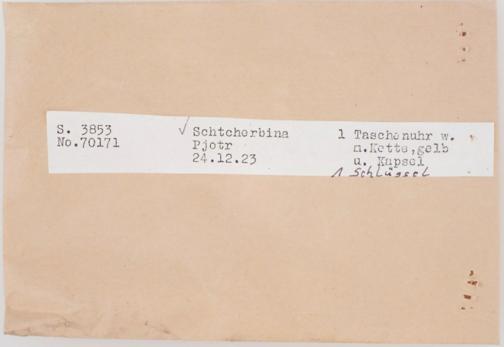 S. 3853
No.70171
✓ Schtcherbina
Pjotr
24.12.23
1 Taschenuhr w.
m.Kette,gelb
u. Kapsel
1 Schlüssel